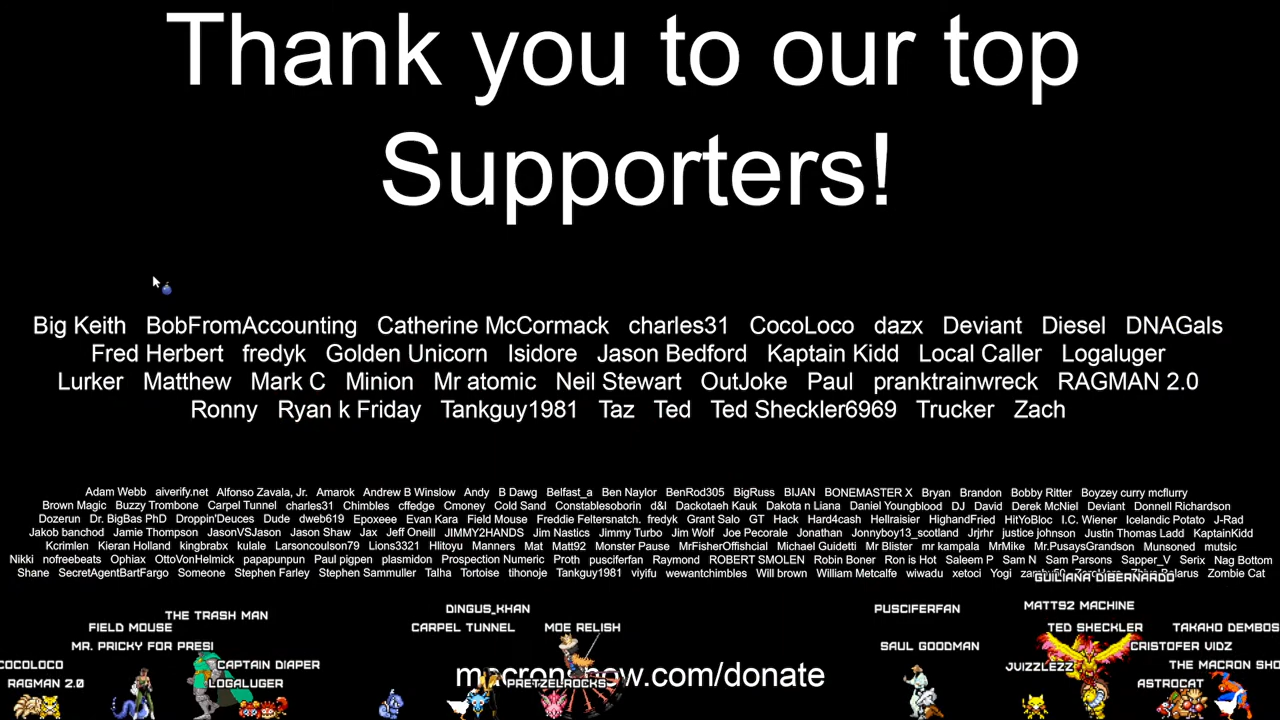 Thank you to our top
Supporters!
Big Keith BobFromAccounting Catherine McCormack charles31 CocoLoco dazx Deviant Diesel DNAGals
Fred Herbert fredyk Golden Unicorn Isidore Jason Bedford Kaptain Kidd Local Caller Logaluger
Lurker Matthew Mark C Minion Mr atomic Neil Stewart OutJoke Paul pranktrainwreck RAGMAN 2.0
Ronny Ryan k Friday Tankguy1981 Taz Ted Ted Sheckler6969 Trucker Zach
Adam Webb aiverify.net Alfonso Zavala, Jr. Amarok Andrew B Winslow Andy B Dawg Belfast_a Ben Naylor BenRod305 BigRuss BIJAN BONEMASTER X Bryan Brandon Bobby Ritter Boyzey curry mcflurry
Brown Magic Buzzy Trombone Carpel Tunnel charles31 Chimbles cffedge Cmoney Cold Sand Constablesoborin d&I Dackotaeh Kauk Dakota n Liana Daniel Youngblood DJ David Derek McNiel Deviant Donnell Richardson
Dozerun Dr. BigBas PhD Droppin'Deuces Dude dweb619 Epoxeee Evan Kara Field Mouse Freddie Feltersnatch. fredyk Grant Salo GT Hack Hard4cash Hellraisier HighandFried HitYoBloc I.C. Wiener Icelandic Potato J-Rad
Jakob banchod Jamie Thompson JasonVSJason Jason Shaw Jax Jeff Oneill JIMMY2HANDS Jim Nastics Jimmy Turbo Jim Wolf Joe Pecorale Jonathan Jonnyboy13_scotland Jrjrhr justice johnson Justin Thomas Ladd KaptainKidd
Kcrimlen Kieran Holland kingbrabx kulale Larsoncoulson79 Lions3321 Hlitoyu Manners Mat Matt92 Monster Pause MrFisherOffishcial Michael Guidetti Mr Blister mr kampala MrMike Mr.PusaysGrandson Munsoned mutsic
Nikki nofreebeats Ophiax OttoVonHelmick papapunpun Paul pigpen plasmidon Prospection Numeric Proth pusciferfan Raymond ROBERT SMOLEN Robin Boner Ron is Hot Saleem P Sam N Sam Parsons Sapper_V Serix Nag Bottom
Shane SecretAgentBartFargo Someone Stephen Farley Stephen Sammuller Talha Tortoise tihonoje Tankguy1981 viyifu wewantchimbles Will brown William Metcalfe wiwadu xetoci Yogi Zombie Cat
GUILIANA DIBERNARDO
DINGUS_KHAN PUSCIFERFAN MATTS2 MACHINE
THE TRASH MAN
FIELD MOUSE CARPEL TUNNEL MOE RELISH TED SHECKLER TAKAHO DEMBOS
MR. PRICKY FOR PRESI SAUL GOODMAN CRISTOFER VIDZ
COCOLOCO CAPTAIN DIAPER JVIZZLEZZ THE MACRON SHO
macronshow.com/donate
RAGMAN 2.0 LOGALUGER PRETZELROCKS ASTROCAT